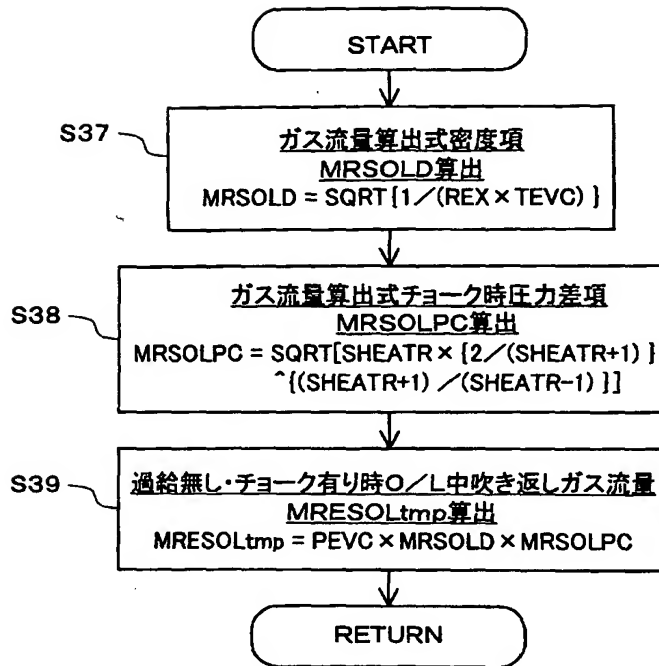 START
S37
ガス流量算出式密度項
MRSOLD算出
MRSOLD = SQRT{1/(REX×TEVC)}
S38
ガス流量算出式チョーク時圧力差項
MRSOLPC算出
MRSOLPC = SQRT[SHEATR×{2/(SHEATR+1)}
^{(SHEATR+1)/(SHEATR-1)}]
S39
過給無し・チョーク有り時O/L中吹き返しガス流量
MRESOLtmp算出
MRESOLtmp = PEVC×MRSOLD×MRSOLPC
RETURN